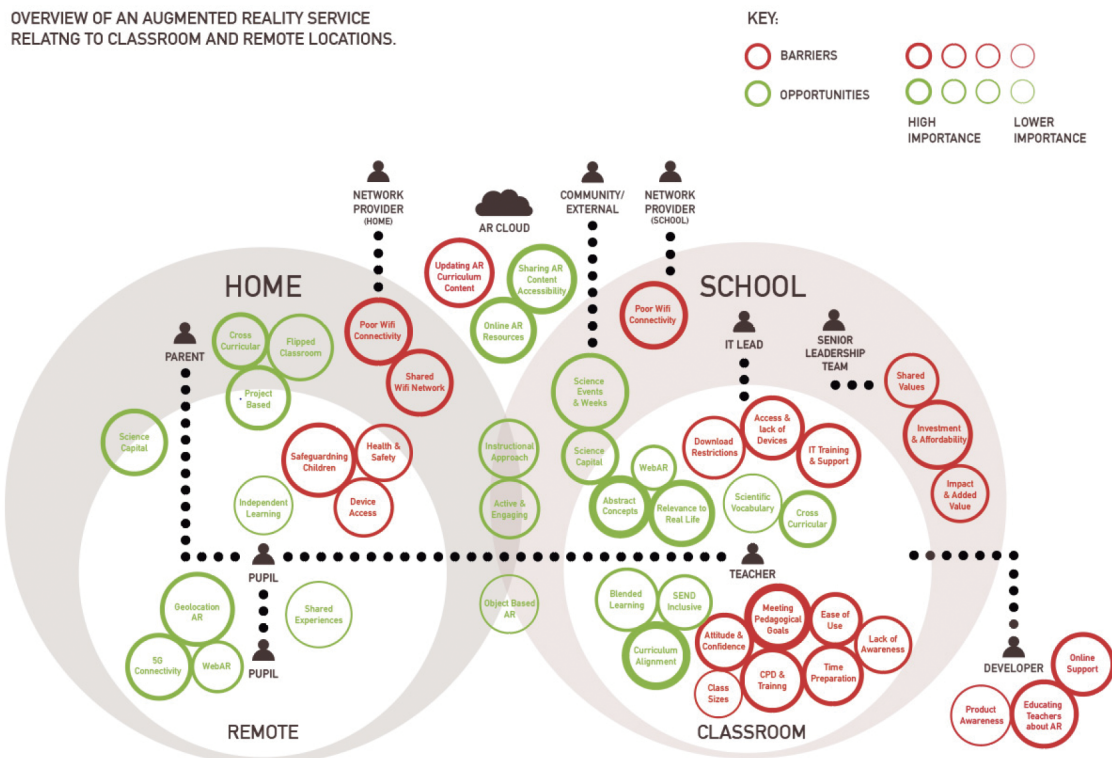 OVERVIEW OF AN AUGMENTED REALITY SERVICE
RELATNG TO CLASSROOM AND REMOTE LOCATIONS.
KEY:
BARRIERS
OPPORTUNITIES
HIGH
IMPORTANCE
LOWER
IMPORTANCE
NETWORK
PROVIDER
(HOME)
AR CLOUD
COMMUNITY/
EXTERNAL
NETWORK
PROVIDER
(SCHOOL)
Updating AR
Curriculum
Content
Sharing AR
Content
Accessibility
Online AR
Resources
HOME
SCHOOL
PARENT
Cross
Curricular
Flipped
Classroom
Project
Based
Poor Wifi
Connectivity
Shared
Wifi Network
Science
Capital
Safeguardning
Children
Health &
Safety
Device
Access
Independent
Learning
Instructional
Approach
Active &
Engaging
Object Based
AR
Poor Wifi
Connectivity
IT LEAD
SENIOR
LEADERSHIP
TEAM
Shared
Values
Investment
& Affordability
Impact &
Added
Value
Science
Events
& Weeks
Science
Capital
WebAR
Abstract
Concepts
Relevance to
Real Life
Download
Restrictions
Access &
lack of
Devices
IT Training
& Support
Scientific
Vocabulary
Cross
Curricular
PUPIL
TEACHER
Geolocation
AR
Shared
Experiences
5G
Connectivity
WebAR
PUPIL
Blended
Learning
SEND
Inclusive
Curriculum
Alignment
Attitude &
Confidence
Meeting
Pedagogical
Goals
Ease of
Use
Lack of
Awareness
Class
Sizes
CPD &
Trainng
Time
Preparation
DEVELOPER
Online
Support
Product
Awareness
Educating
Teachers
about AR
REMOTE
CLASSROOM